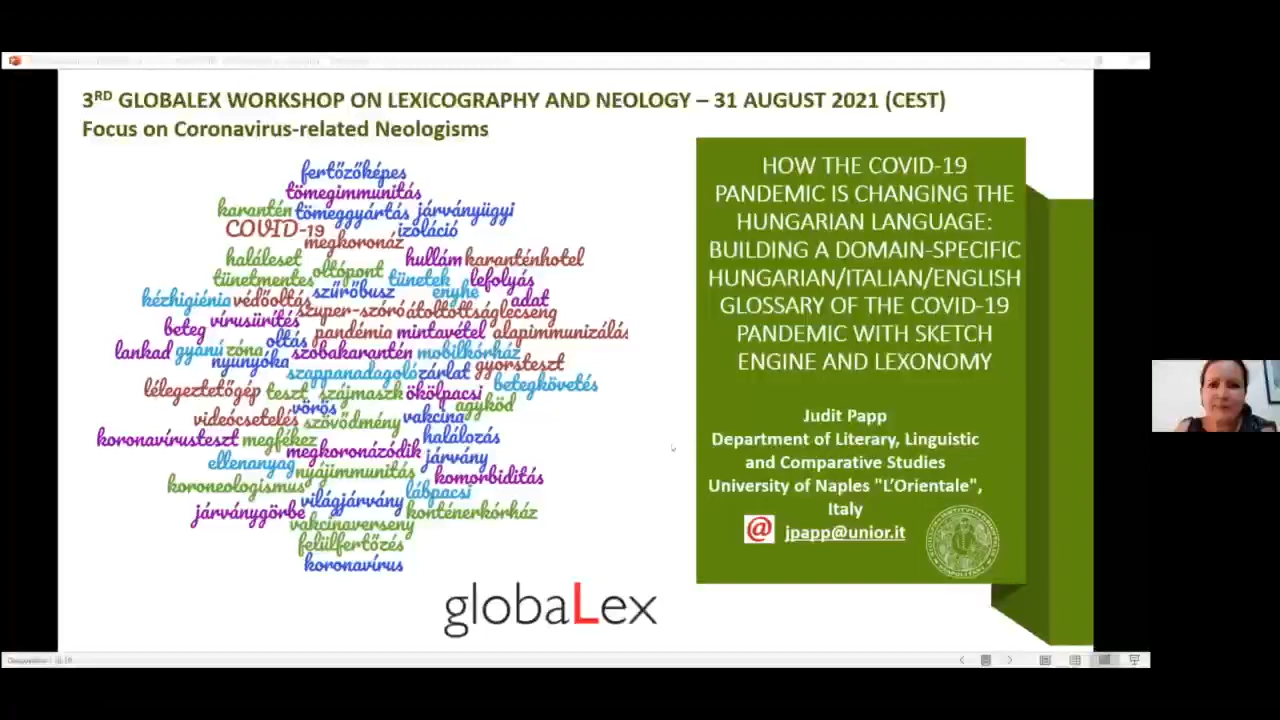 3RD GLOBALEX WORKSHOP ON LEXICOGRAPHY AND NEOLOGY – 31 AUGUST 2021 (CEST)
Focus on Coronavirus-related Neologisms
fertőzőképes
tömegimmunitás
karantén tömeggyártás járványügyi
COVID-19 izoláció
megkoronáz
haláleset oltópont hullám karanténhotel
tünetmentes tünetek lefolyás
szűrőbusz enyhe
kézhigiénia védőoltás adat
szuper-szóró átoltottságlecseng
vírusürítés
beteg pandémia mintavétel alapimmunizálás
oltás
lankad gyanú zóna szobakarantén mobilkórház
nyunyóka gyorsteszt
szappanadagoló zárlat
betegkövetés
lélegeztetőgép teszt szájmaszk ökölpacsi
vörös agyköd
videócsetelés szövődmény vakcina
koronavírusteszt megfékez halálozás
megkoronázódik járvány
ellenanyag nyájimmunitás komorbiditás
koroneologismus lábpacsi
világjárvány
járványgörbe konténerkórház
vakcinaverseny
felülfertőzés
koronavírus
globaLex
HOW THE COVID-19
PANDEMIC IS CHANGING THE
HUNGARIAN LANGUAGE:
BUILDING A DOMAIN-SPECIFIC
HUNGARIAN/ITALIAN/ENGLISH
GLOSSARY OF THE COVID-19
PANDEMIC WITH SKETCH
ENGINE AND LEXONOMY
Judit Papp
Department of Literary, Linguistic
and Comparative Studies
University of Naples "L'Orientale",
Italy
@ jpapp@unior.it